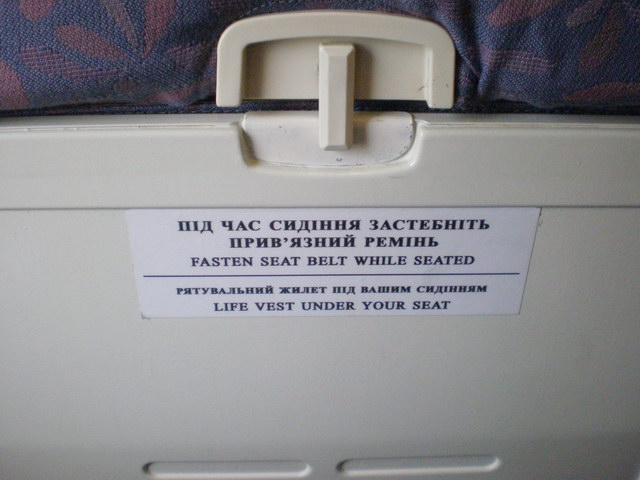 ПІД ЧАС СИДІННЯ ЗАСТЕБНІТЬ
ПРИВ'ЯЗНИЙ РЕМІНЬ
FASTEN SEAT BELT WHILE SEATED
РЯТУВАЛЬНИЙ ЖИЛЕТ ПІД ВАШИМ СИДІННЯМ
LIFE VEST UNDER YOUR SEAT